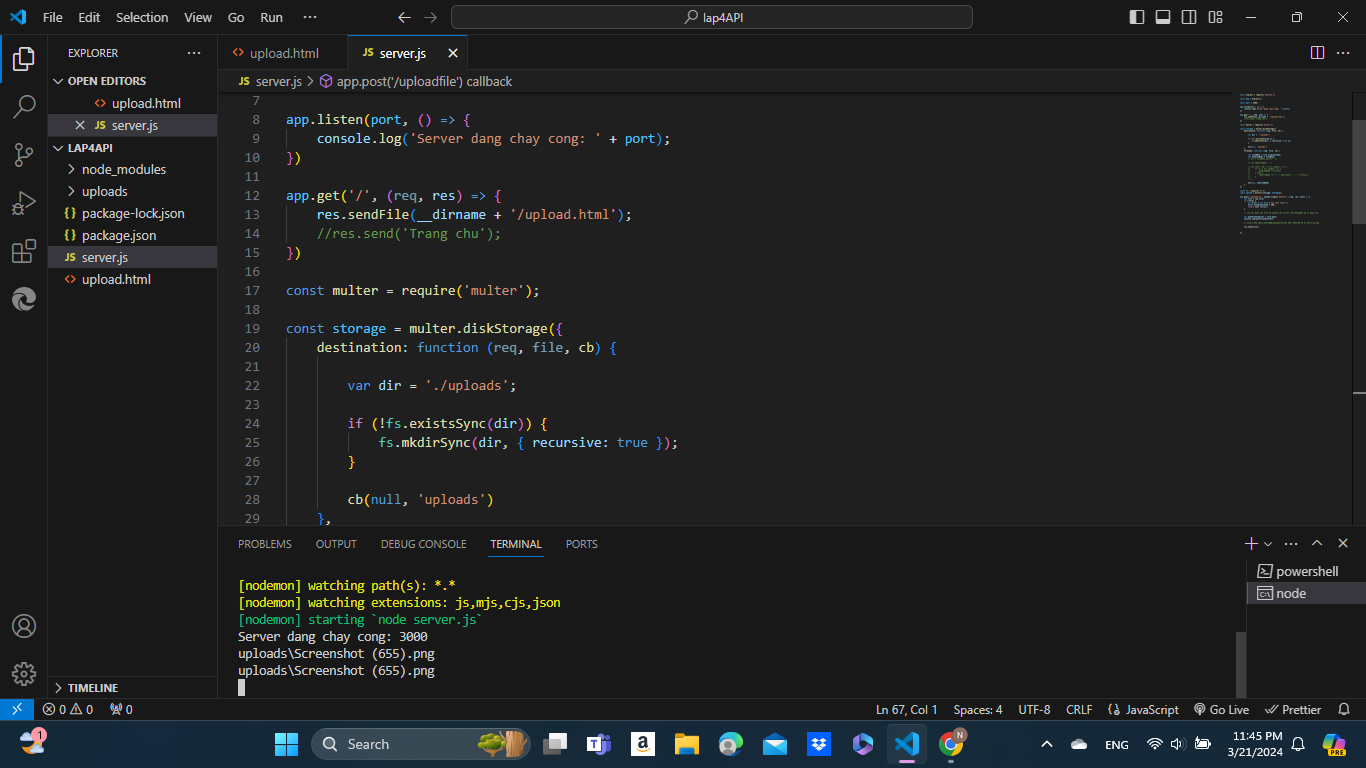 File Edit Selection View Go Run ··· lap4API
EXPLORER ···
OPEN EDITORS
upload.html
JS server.js
LAP4API
node_modules
uploads
{} package-lock.json
{} package.json
JS server.js
<> upload.html
TIMELINE
<> upload.html JS server.js
JS server.js > app.post('/uploadfile') callback
7
8 app.listen(port, () => {
9 console.log('Server dang chay cong: ' + port);
10 })
11
12 app.get('/', (req, res) => {
13 res.sendFile(__dirname + '/upload.html');
14 //res.send('Trang chu');
15 })
16
17 const multer = require('multer');
18
19 const storage = multer.diskStorage({
20 destination: function (req, file, cb) {
21
22 var dir = './uploads';
23
24 if (!fs.existsSync(dir)) {
25 fs.mkdirSync(dir, { recursive: true });
26 }
27
28 cb(null, 'uploads')
29 },
PROBLEMS OUTPUT DEBUG CONSOLE TERMINAL PORTS
[nodemon] watching path(s): *.*
[nodemon] watching extensions: js,mjs,cjs,json
[nodemon] starting `node server.js`
Server dang chay cong: 3000
uploads\Screenshot (655).png
uploads\Screenshot (655).png
powershell
node
0 0 0 Ln 67, Col 1 Spaces: 4 UTF-8 CRLF {} JavaScript Go Live Prettier
1 Search ENG 11:45 PM
3/21/2024
N
PRE